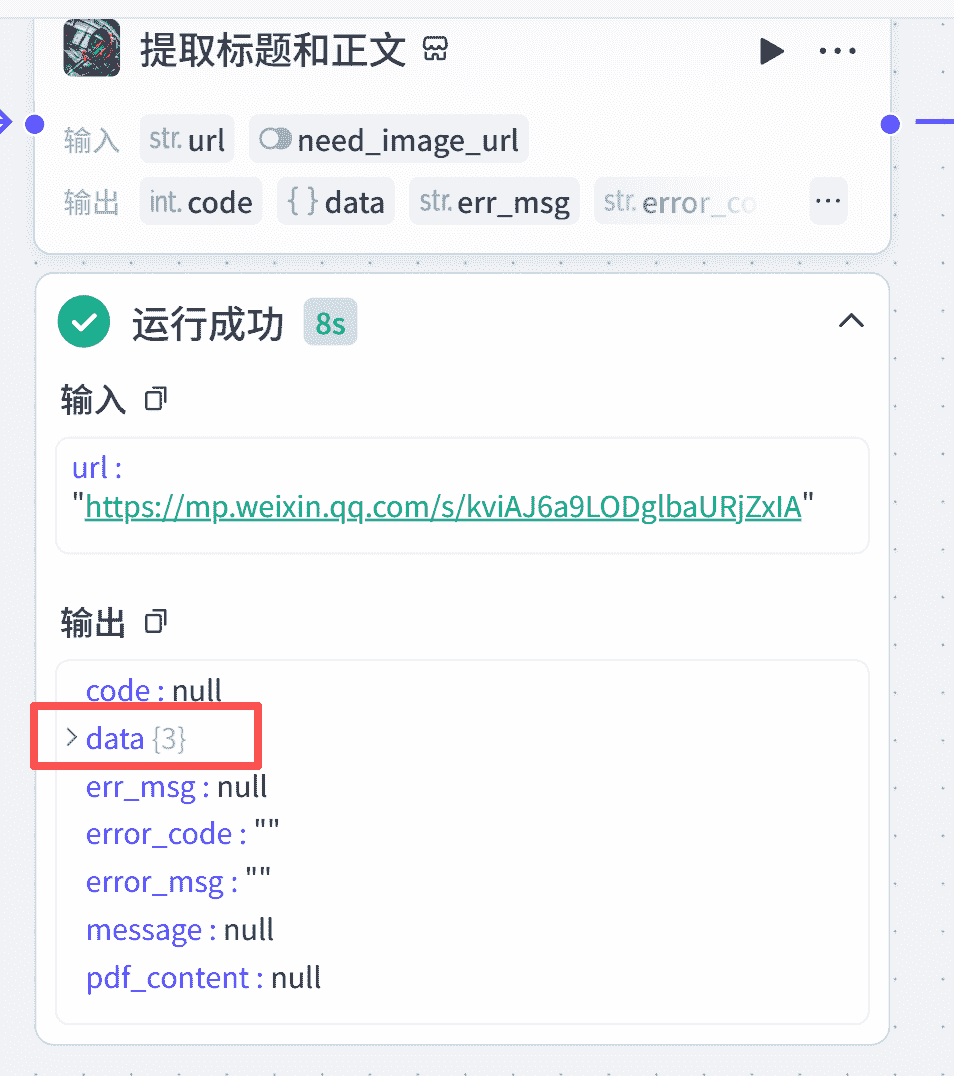 提取标题和正文
输入 str. url need_image_url
输出 int. code { } data str. err_msg str. error_co ...
运行成功 8s
输入
url :
"https://mp.weixin.qq.com/s/kviAJ6a9LODglbaURjZxIA"
输出
code : null
data {3}
err_msg : null
error_code : ""
error_msg : ""
message : null
pdf_content : null